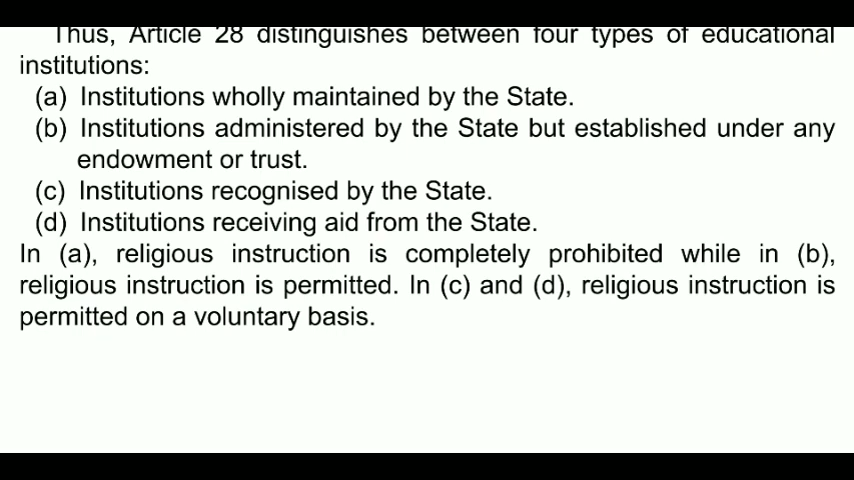 Thus, Article 28 distinguishes between four types of educational
institutions:
(a) Institutions wholly maintained by the State.
(b) Institutions administered by the State but established under any
endowment or trust.
(c) Institutions recognised by the State.
(d) Institutions receiving aid from the State.
In (a), religious instruction is completely prohibited while in (b),
religious instruction is permitted. In (c) and (d), religious instruction is
permitted on a voluntary basis.